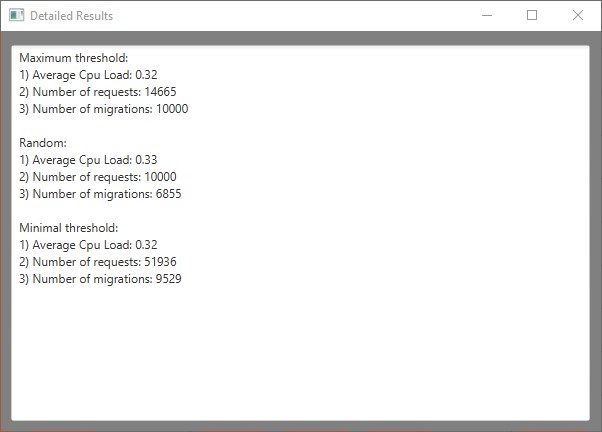 Detailed Results
Maximum threshold:
1) Average Cpu Load: 0.32
2) Number of requests: 14665
3) Number of migrations: 10000
Random:
1) Average Cpu Load: 0.33
2) Number of requests: 10000
3) Number of migrations: 6855
Minimal threshold:
1) Average Cpu Load: 0.32
2) Number of requests: 51936
3) Number of migrations: 9529